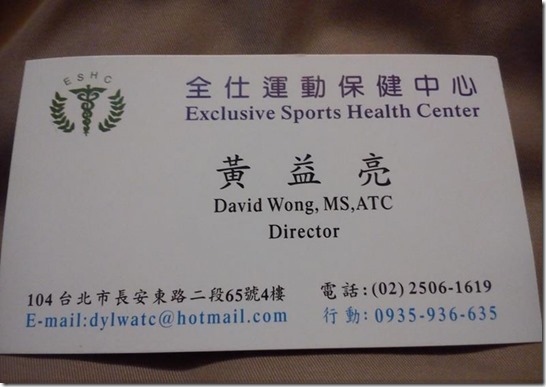 ESHC
全仕運動保健中心
Exclusive Sports Health Center
黃益亮
David Wong, MS,ATC
Director
104台北市長安東路二段65號4樓
電話:(02) 2506-1619
E-mail:dylwatc@hotmail.com
行動: 0935-936-635